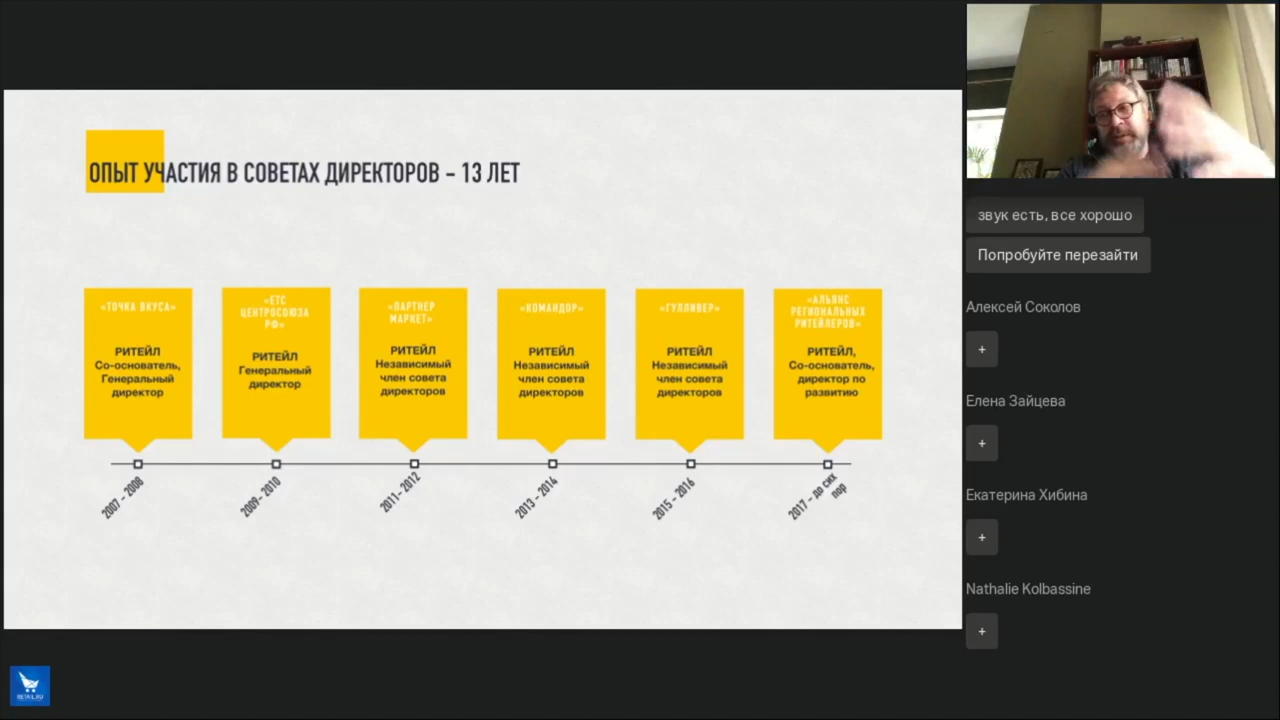 ОПЫТ УЧАСТИЯ В СОВЕТАХ ДИРЕКТОРОВ – 13 ЛЕТ
«ТОЧКА ВКУСА»
РИТЕЙЛ
Со-основатель,
Генеральный
директор
2007 – 2008
«ЕТС
ЦЕНТРОСОЮЗА
РФ»
РИТЕЙЛ
Генеральный
директор
2009– 2010
«ПАРТНЕР
МАРКЕТ»
РИТЕЙЛ
Независимый
член совета
директоров
2011– 2012
«КОМАНДОР»
РИТЕЙЛ
Независимый
член совета
директоров
2013 – 2014
«ГУЛЛИВЕР»
РИТЕЙЛ
Независимый
член совета
директоров
2015 – 2016
«АЛЬЯНС
РЕГИОНАЛЬНЫХ
РИТЕЙЛЕРОВ»
РИТЕЙЛ,
Со-основатель,
директор по
развитию
2017 – до сих
пор
звук есть, все хорошо
Попробуйте перезайти
Алексей Соколов
+
Елена Зайцева
+
Екатерина Хибина
+
Nathalie Kolbassine
+
RETAIL.RU